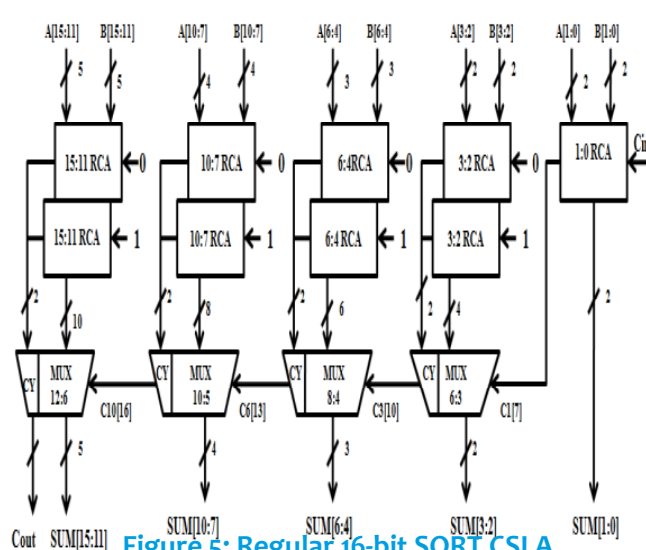 A[15:11] B[15:11] A[10:7] B[10:7] A[6:4] B[6:4] A[3:2] B[3:2] A[1:0] B[1:0]
5 5 4 4 3 3 2 2 2 2
15:11 RCA 0 10:7 RCA 0 6:4RCA 0 3:2 RCA 0 1:0 RCA Cin
15:11 RCA 1 10:7 RCA 1 6:4 RCA 1 3:2 RCA 1
2 10 2 8 2 6 2 4 2
CY MUX CY MUX CY MUX CY MUX
12:6 10:5 8:4 6:3
C10[16] C6[13] C3[10] C1[7]
5 4 3 2
Cout SUM[15:11] SUM[10:7] SUM[6:4] SUM[3:2] SUM[1:0]
Figure 5: Regular 16-bit SQRT CSLA